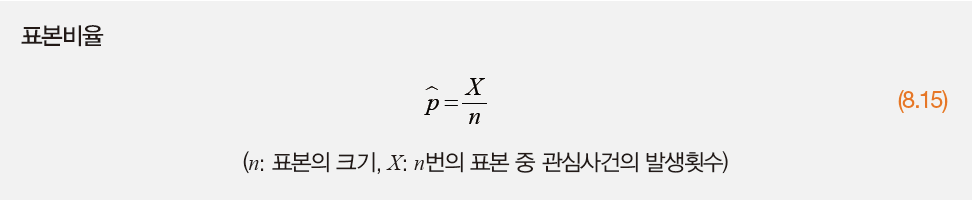 표본비율
p̂ = X/n (8.15)
(n: 표본의 크기, X: n번의 표본 중 관심사건의 발생횟수)